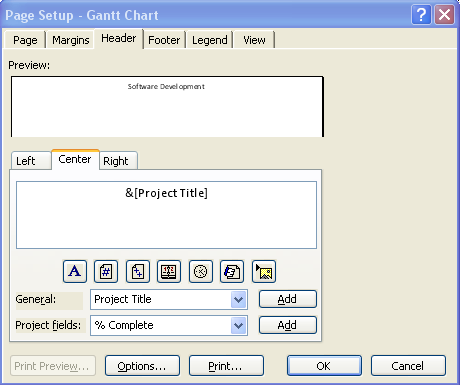 Page Setup - Gantt Chart
Page Margins Header Footer Legend View
Preview:
Software Development
Left Center Right
&[Project Title]
A # + 
General: Project Title Add
Project fields: % Complete Add
Print Preview... Options... Print... OK Cancel